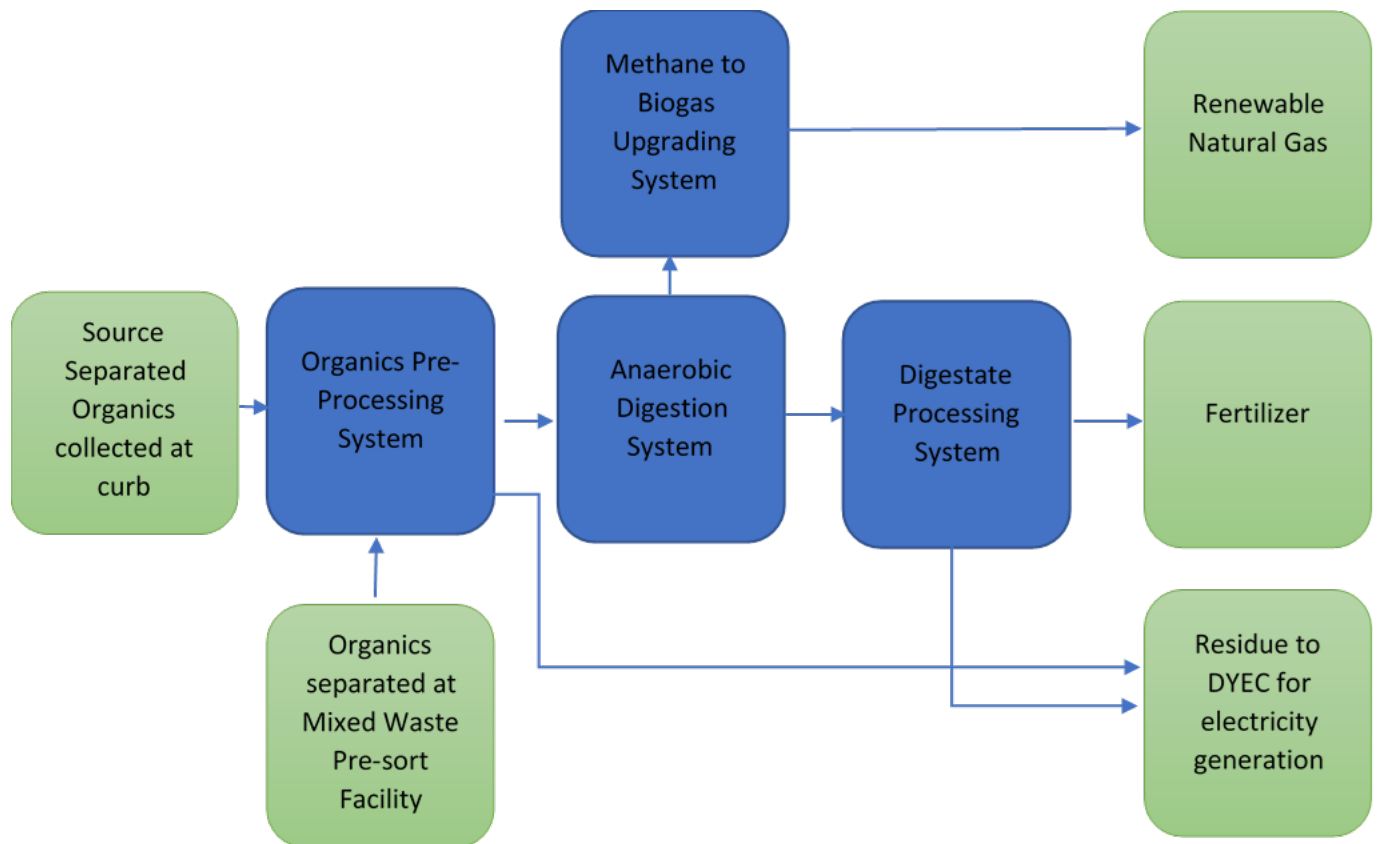 Methane to
Biogas
Upgrading
System
Renewable
Natural Gas
Source
Separated
Organics
collected at
curb
Organics Pre-
Processing
System
Anaerobic
Digestion
System
Digestate
Processing
System
Fertilizer
Organics
separated at
Mixed Waste
Pre-sort
Facility
Residue to
DYEC for
electricity
generation